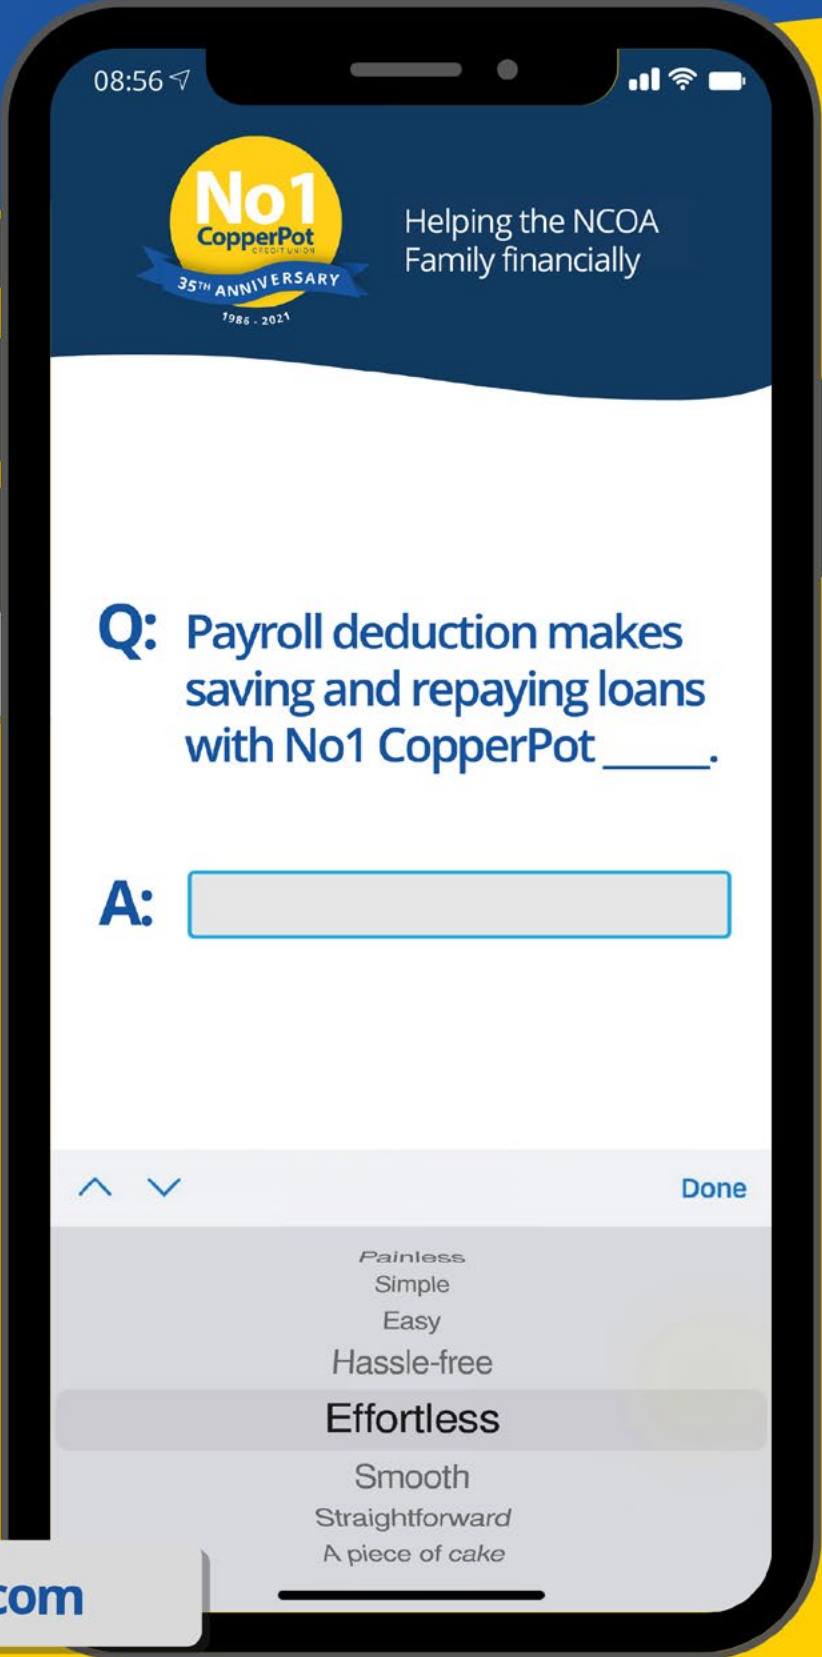 08:56
No1
CopperPot
CREDIT UNION
35TH ANNIVERSARY
1986 - 2021
Helping the NCOA
Family financially
Q: Payroll deduction makes
saving and repaying loans
with No1 CopperPot _____.
A:
Done
Painless
Simple
Easy
Hassle-free
Effortless
Smooth
Straightforward
A piece of cake
com